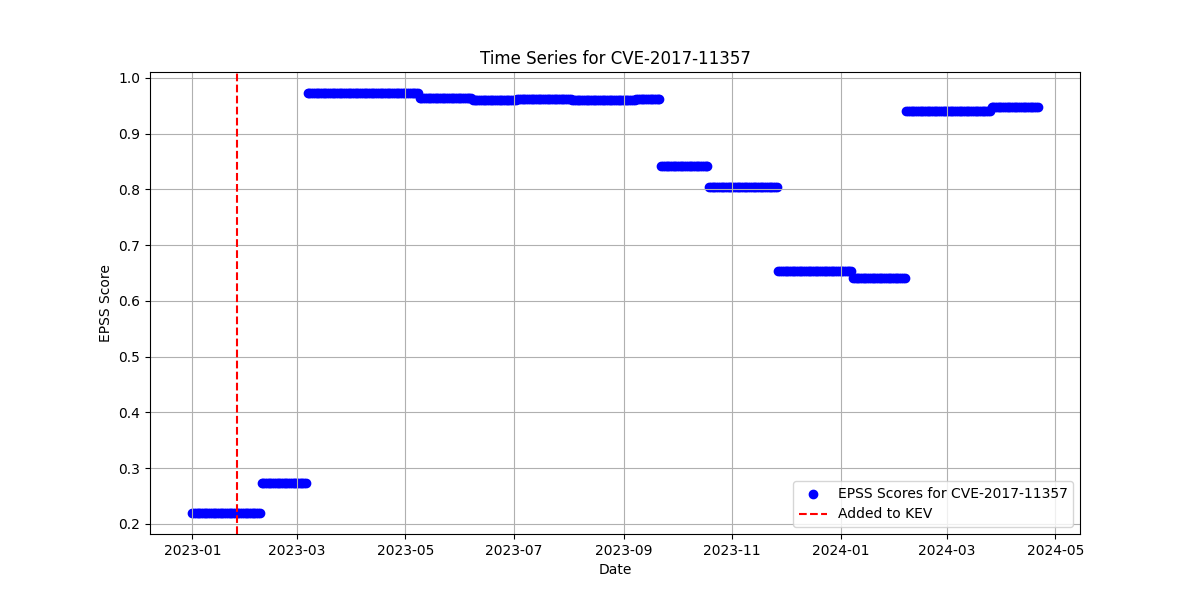 Time Series for CVE-2017-11357
1.0
0.9
0.8
0.7
0.6
0.5
0.4
0.3
0.2
EPSS Score
EPSS Scores for CVE-2017-11357
Added to KEV
2023-01 2023-03 2023-05 2023-07 2023-09 2023-11 2024-01 2024-03 2024-05
Date